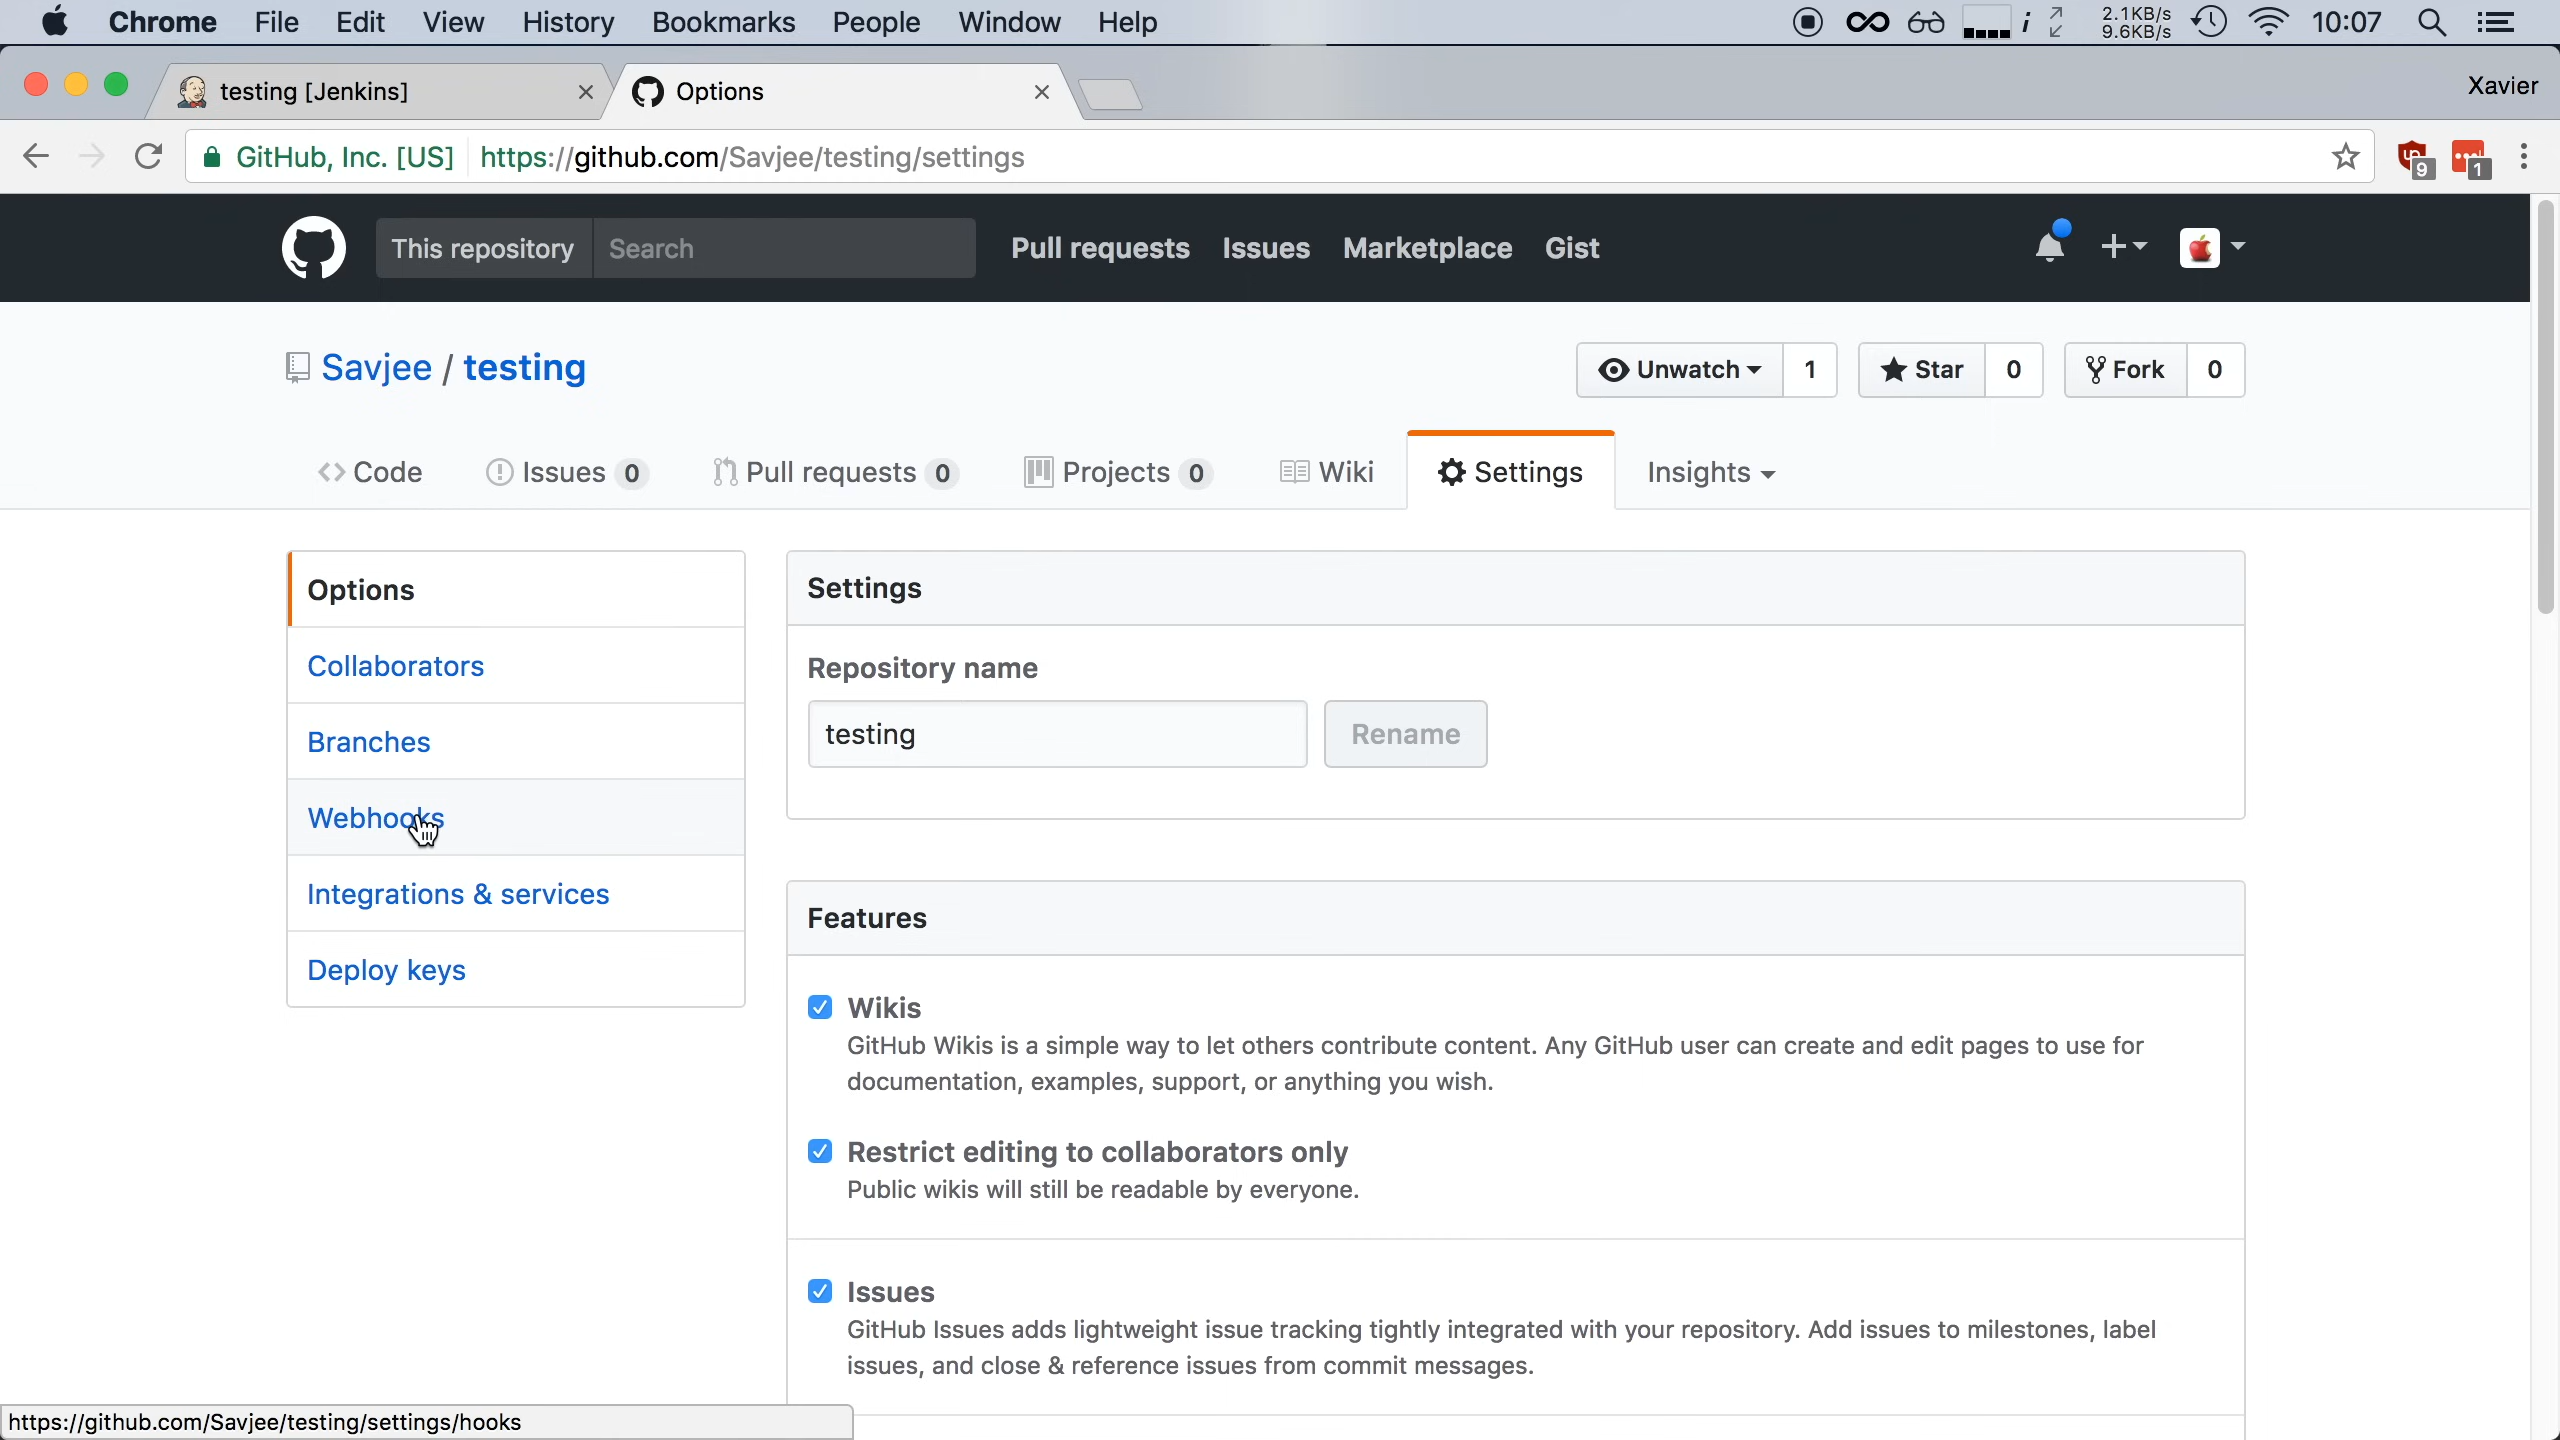 Chrome File Edit View History Bookmarks People Window Help 2.1KB/s 9.6KB/s 10:07
testing [Jenkins] Options Xavier
GitHub, Inc. [US] https://github.com/Savjee/testing/settings 9 1
This repository Search Pull requests Issues Marketplace Gist
Savjee / testing Unwatch 1 Star 0 Fork 0
Code Issues 0 Pull requests 0 Projects 0 Wiki Settings Insights
Options
Collaborators
Branches
Webhooks
Integrations & services
Deploy keys
Settings
Repository name
testing Rename
Features
Wikis
GitHub Wikis is a simple way to let others contribute content. Any GitHub user can create and edit pages to use for
documentation, examples, support, or anything you wish.
Restrict editing to collaborators only
Public wikis will still be readable by everyone.
Issues
GitHub Issues adds lightweight issue tracking tightly integrated with your repository. Add issues to milestones, label
issues, and close & reference issues from commit messages.
https://github.com/Savjee/testing/settings/hooks